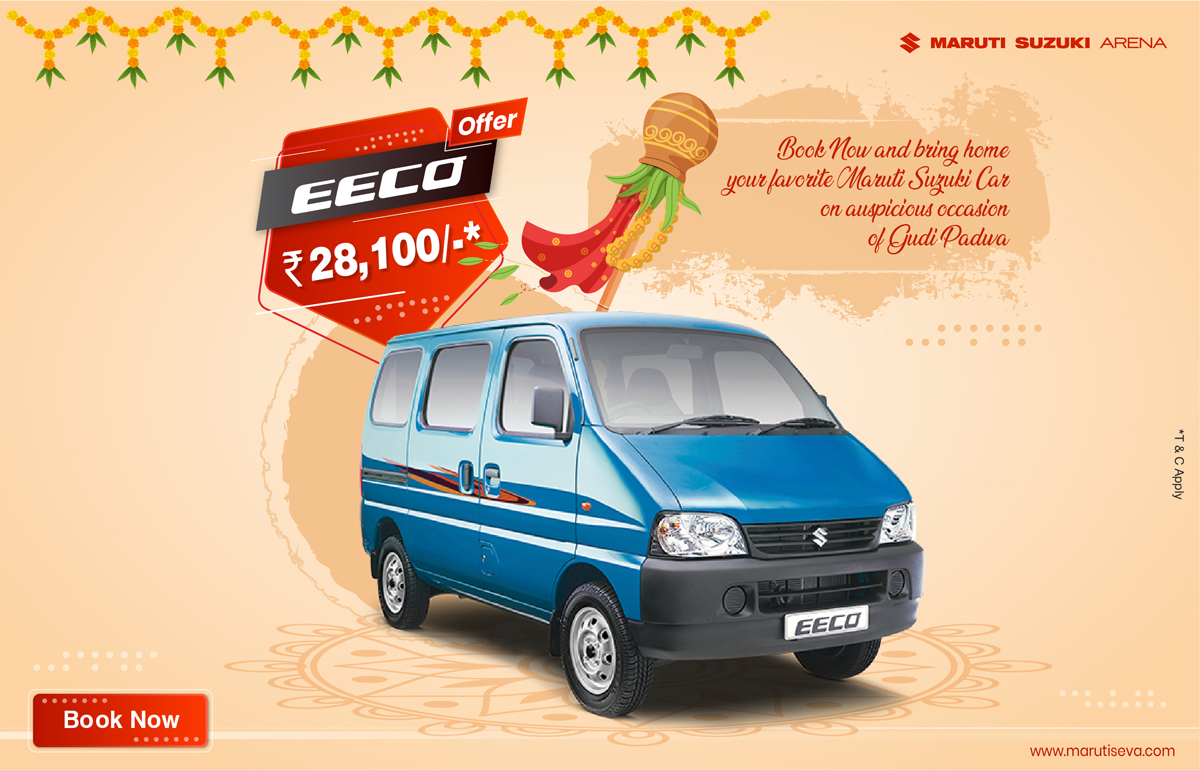 MARUTI SUZUKI ARENA
Offer
EECO
₹ 28,100/-*
Book Now and bring home
your favorite Maruti Suzuki Car
on auspicious occasion
of Gudi Padwa
*T & C Apply
EECO
Book Now
www.marutiseva.com